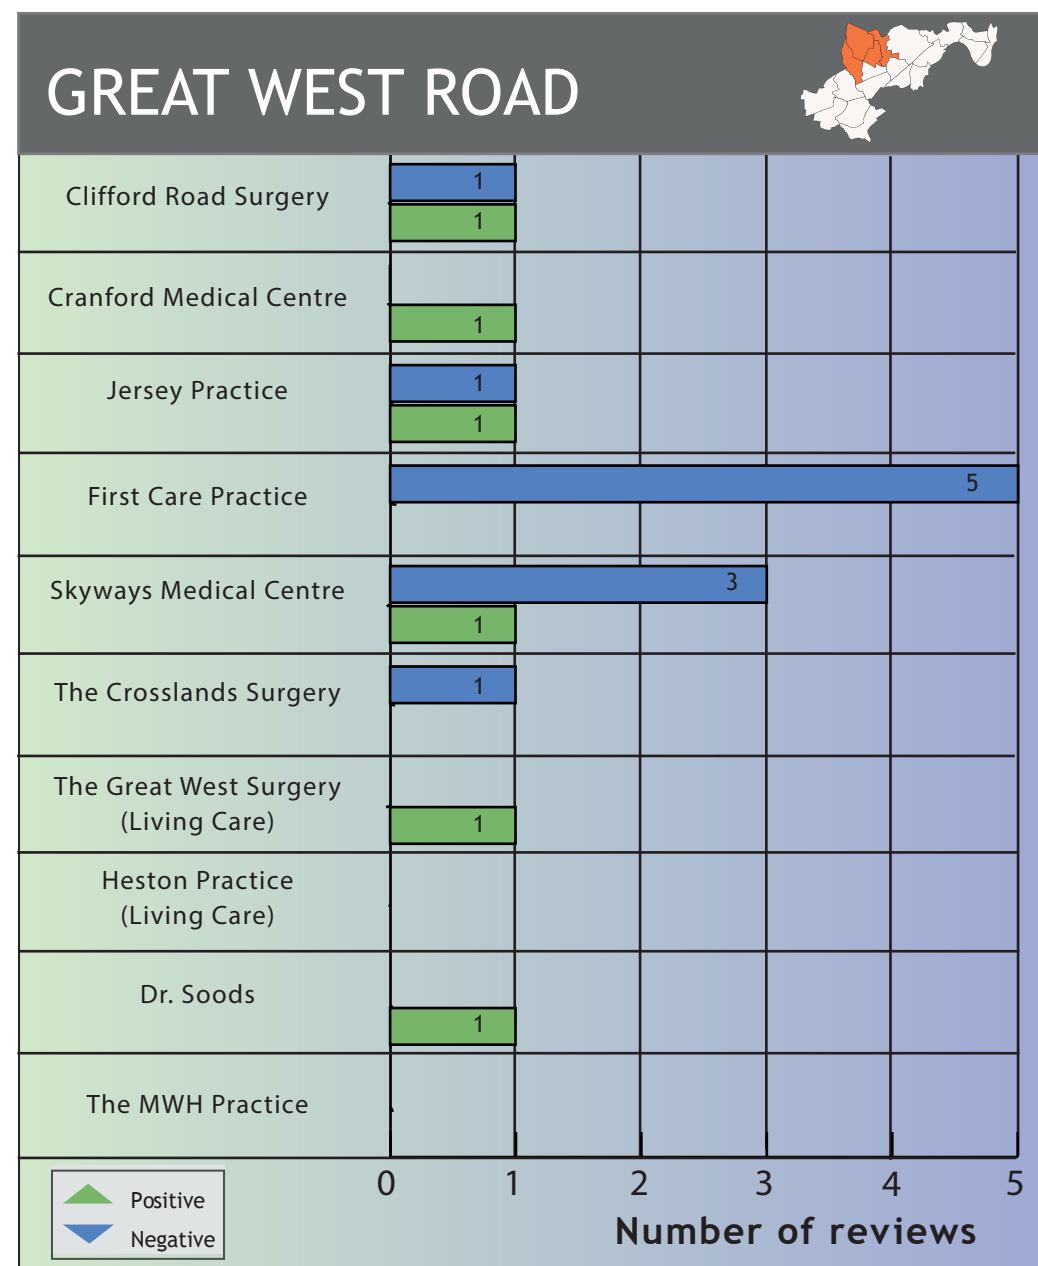 GREAT WEST ROAD
Clifford Road Surgery
1
1
Cranford Medical Centre
1
Jersey Practice
1
1
First Care Practice
5
Skyways Medical Centre
3
1
The Crosslands Surgery
1
The Great West Surgery
(Living Care)
1
Heston Practice
(Living Care)
Dr. Soods
1
The MWH Practice
0 1 2 3 4 5
Number of reviews
Positive
Negative